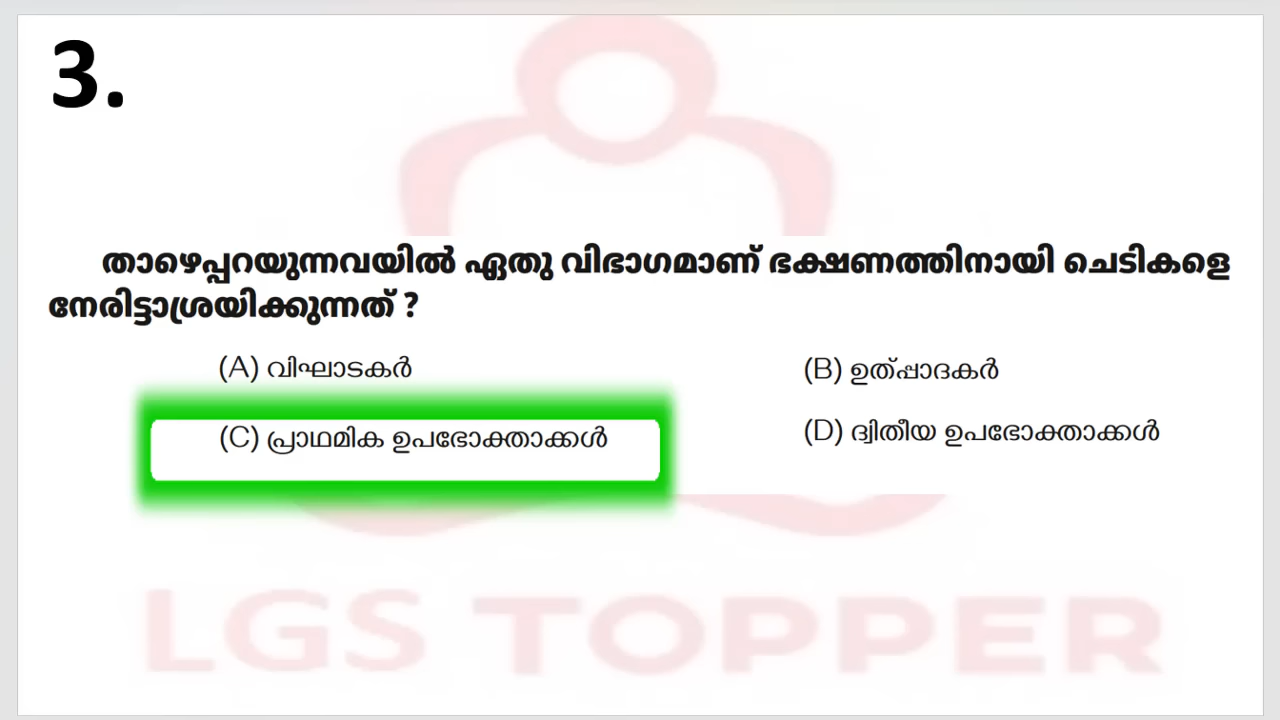 3.
താഴെപ്പറയുന്നവയിൽ ഏതു വിഭാഗമാണ് ഭക്ഷണത്തിനായി ചെടികളെ
നേരിട്ടാശ്രയിക്കുന്നത് ?
(A) വിഘാടകർ
(B) ഉത്പ്പാദകർ
(C) പ്രാഥമിക ഉപഭോക്താക്കൾ
(D) ദ്വിതീയ ഉപഭോക്താക്കൾ
LGS TOPPER